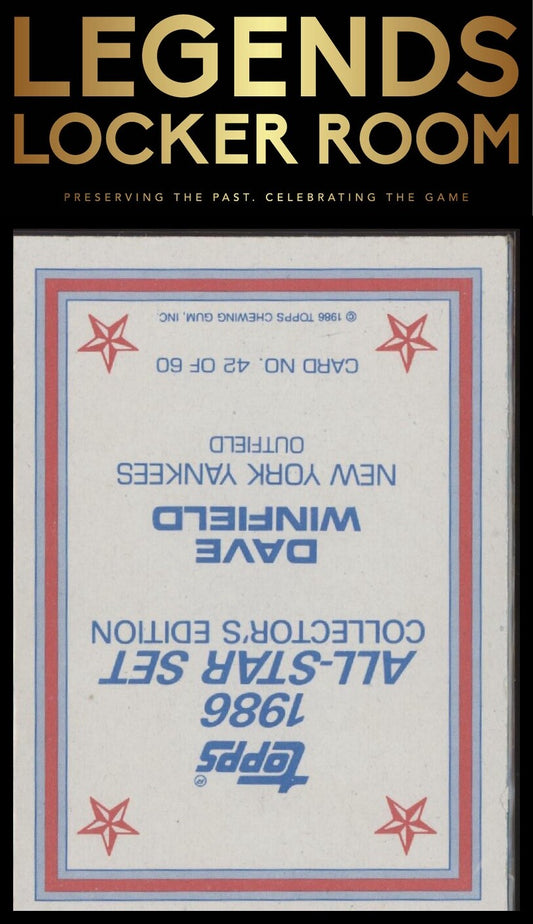 LEGENDS
LOCKER ROOM
PRESERVING THE PAST. CELEBRATING THE GAME
topps®
1986
ALL-STAR SET
COLLECTOR'S EDITION
DAVE
WINFIELD
NEW YORK YANKEES
OUTFIELD
CARD NO. 42 OF 60
© 1986 TOPPS CHEWING GUM, INC.